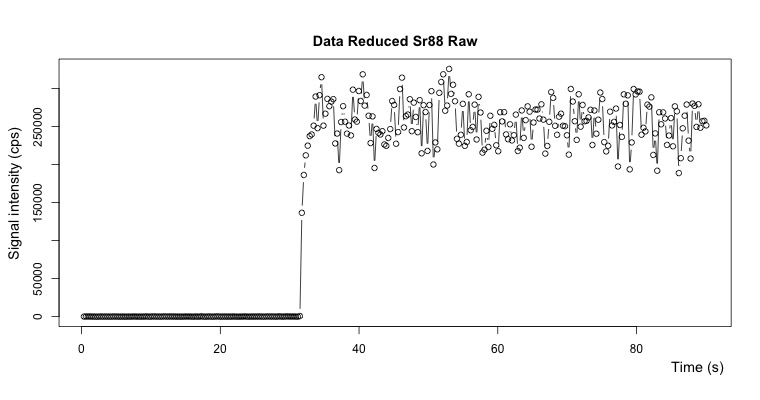 Data Reduced Sr88 Raw
Signal intensity (cps)
250000
150000
50000
0
0 20 40 60 80
Time (s)